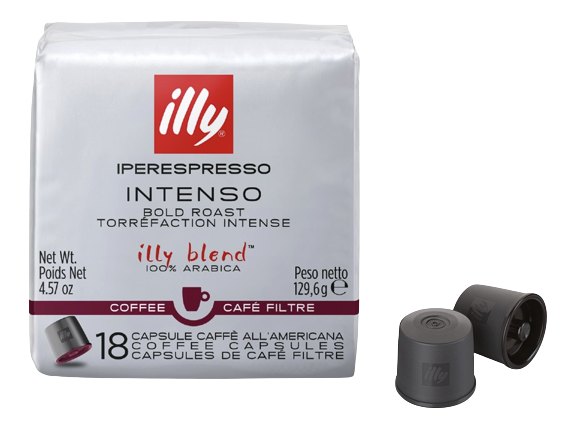 illy®
IPERESPRESSO
INTENSO
BOLD ROAST
TORRÉFACTION INTENSE
illy blend™
100% ARABICA
Net Wt.
Poids Net
4.57 oz
Peso netto
129,6g ℮
COFFEE CAFÉ FILTRE
18 CAPSULE CAFFÈ ALL'AMERICANA
COFFEE CAPSULES
CAPSULES DE CAFÉ FILTRE
illy